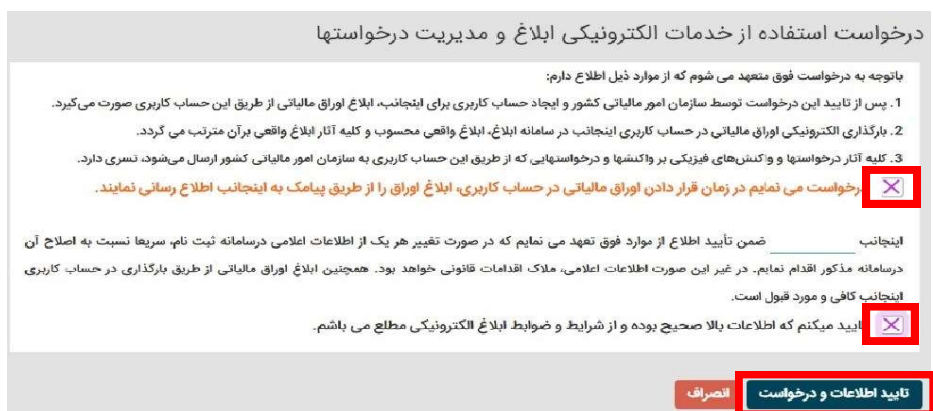 درخواست استفاده از خدمات الکترونیکی ابلاغ و مدیریت درخواستها
باتوجه به درخواست فوق متعهد می شوم که از موارد ذیل اطلاع دارم:
1. پس از تایید این درخواست توسط سازمان امور مالیاتی کشور و ایجاد حساب کاربری برای اینجانب، ابلاغ اوراق مالیاتی از طریق این حساب کاربری صورت می‌گیرد.
2. بارگذاری الکترونیکی اوراق مالیاتی در حساب کاربری اینجانب در سامانه ابلاغ، ابلاغ واقعی محسوب و کلیه آثار ابلاغ واقعی برآن مترتب می گردد.
3. کلیه آثار درخواستها و واکنش‌های فیزیکی بر واکنشها و درخواستهایی که از طریق این حساب کاربری به سازمان امور مالیاتی کشور ارسال می‌شود، تسری دارد.
رخواست می نمایم در زمان قرار دادن اوراق مالیاتی در حساب کاربری، ابلاغ اوراق را از طریق پیامک به اینجانب اطلاع رسانی نمایند.
اینجانب ضمن تأیید اطلاع از موارد فوق تعهد می نمایم که در صورت تغییر هر یک از اطلاعات اعلامی درسامانه ثبت نام، سریعا نسبت به اصلاح آن
درسامانه مذکور اقدام نمایم. در غیر این صورت اطلاعات اعلامی، ملاک اقدامات قانونی خواهد بود. همچنین ابلاغ اوراق مالیاتی از طریق بارگذاری در حساب کاربری
اینجانب کافی و مورد قبول است.
ایید میکنم که اطلاعات بالا صحیح بوده و از شرایط و ضوابط ابلاغ الکترونیکی مطلع می باشم.
تایید اطلاعات و درخواست انصراف